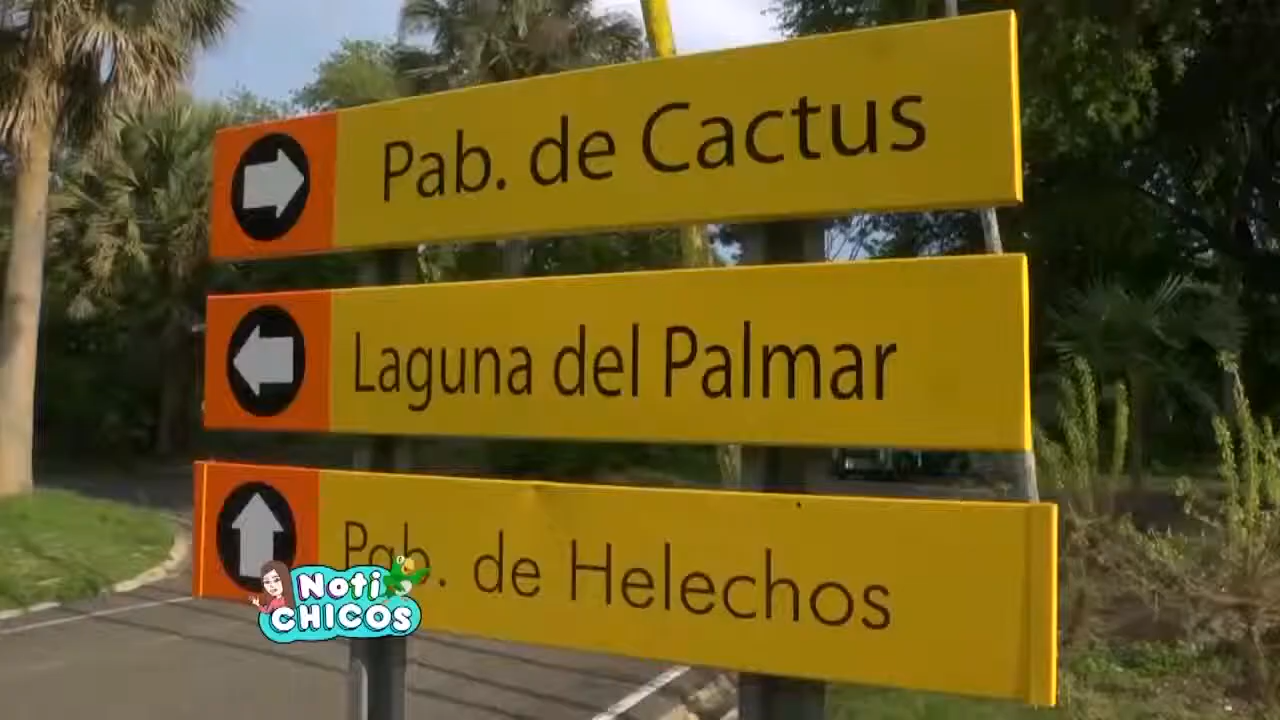 Pab. de Cactus
Laguna del Palmar
Pab. de Helechos
Noti
CHICOS